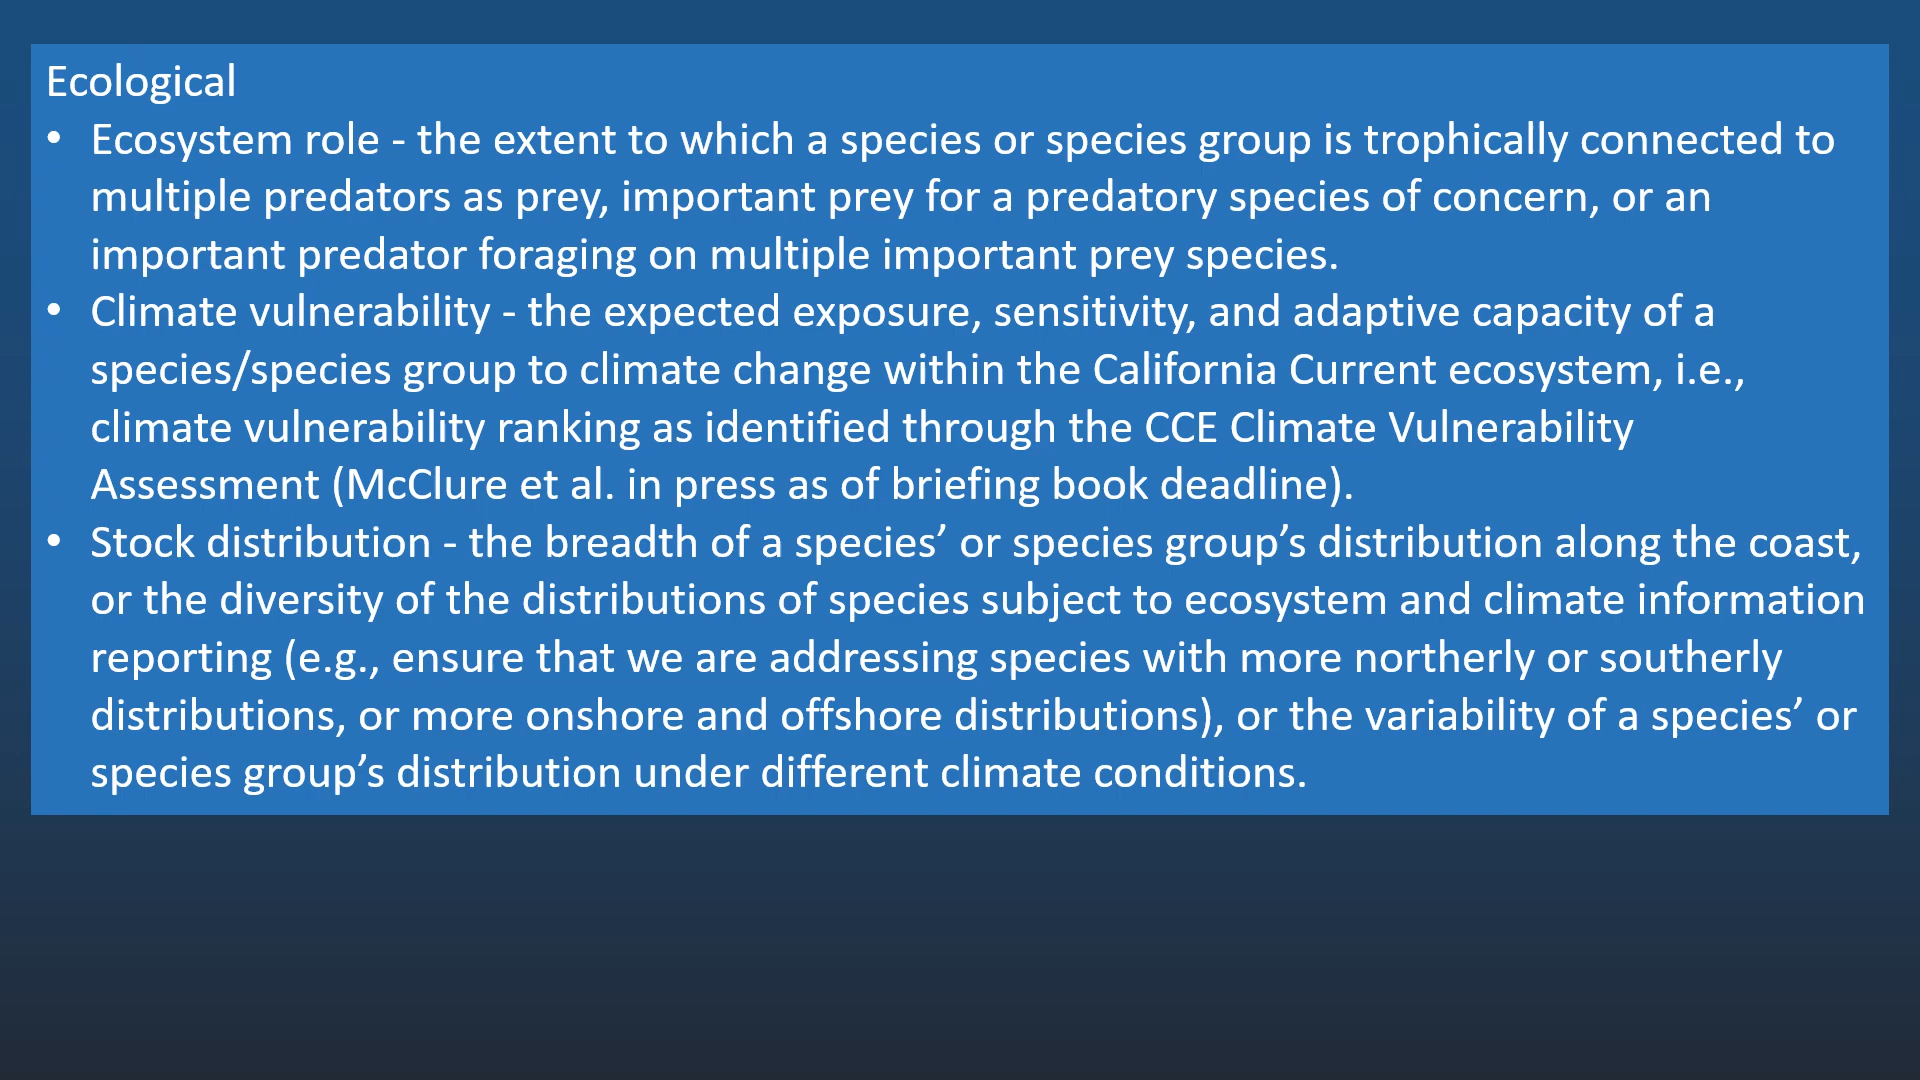 Ecological
• Ecosystem role - the extent to which a species or species group is trophically connected to
multiple predators as prey, important prey for a predatory species of concern, or an
important predator foraging on multiple important prey species.
• Climate vulnerability - the expected exposure, sensitivity, and adaptive capacity of a
species/species group to climate change within the California Current ecosystem, i.e.,
climate vulnerability ranking as identified through the CCE Climate Vulnerability
Assessment (McClure et al. in press as of briefing book deadline).
• Stock distribution - the breadth of a species’ or species group’s distribution along the coast,
or the diversity of the distributions of species subject to ecosystem and climate information
reporting (e.g., ensure that we are addressing species with more northerly or southerly
distributions, or more onshore and offshore distributions), or the variability of a species’ or
species group’s distribution under different climate conditions.